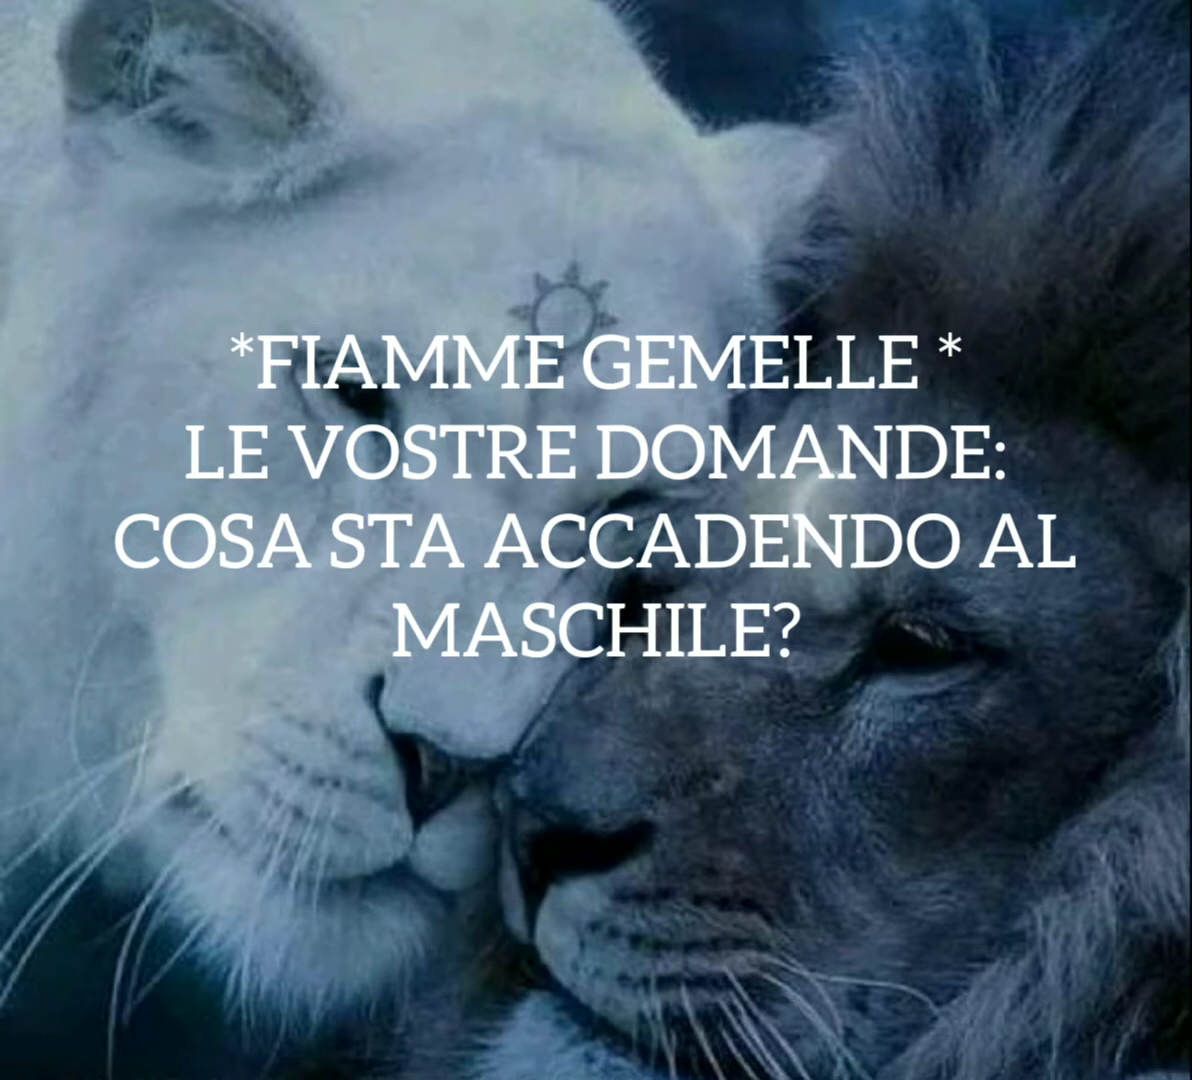 *FIAMME GEMELLE *
LE VOSTRE DOMANDE:
COSA STA ACCADENDO AL
MASCHILE?